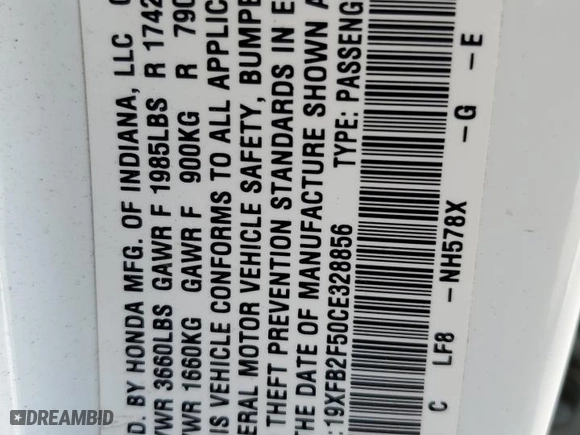 D. BY HONDA MFG. OF INDIANA, LLC
VWR 3660LBS GAWR F 1985LBS R 1742
VWR 1660KG GAWR F 900KG R 790
IS VEHICLE CONFORMS TO ALL APPLIC
ERAL MOTOR VEHICLE SAFETY, BUMPE
THEFT PREVENTION STANDARDS IN E
THE DATE OF MANUFACTURE SHOWN A
: 19XFB2F50CE328856 TYPE: PASSENG
C LF8 -NH578X -G -E
DREAMBID